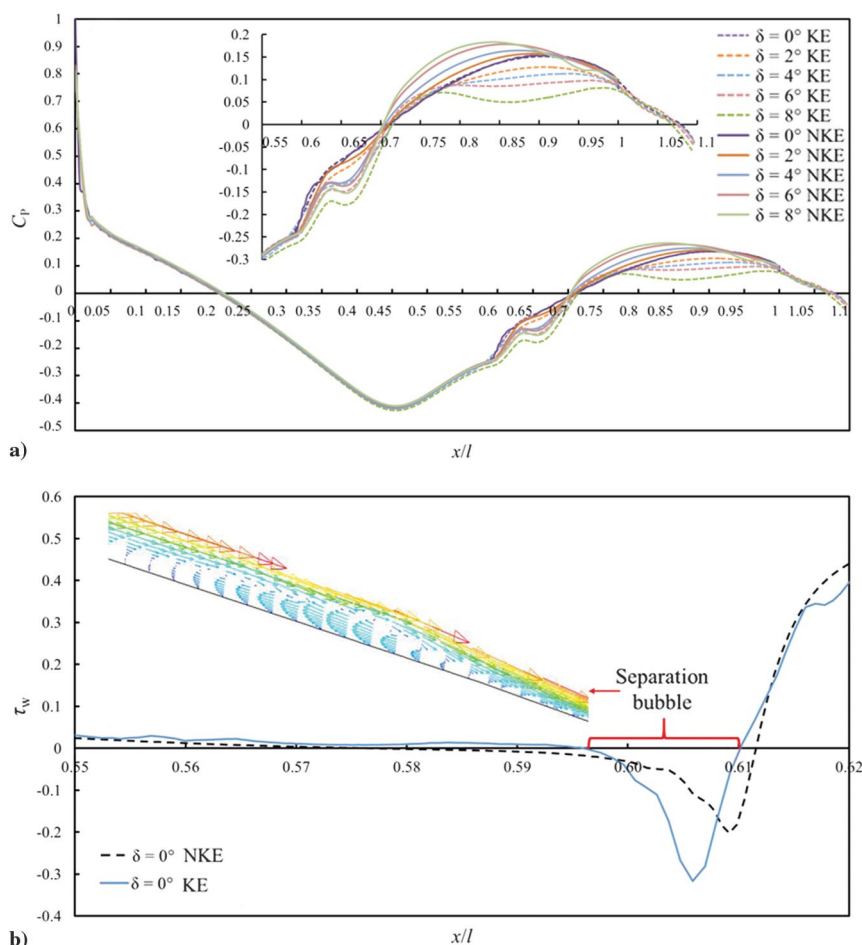 1
0.9
0.8
0.7
0.6
0.5
0.4
0.3
0.2
0.1
0
-0.1
-0.2
-0.3
-0.4
-0.5
C_P
0 0.05 0.1 0.15 0.2 0.25 0.3 0.35 0.4 0.45 0.5 0.55 0.6 0.65 0.7 0.75 0.8 0.85 0.9 0.95 1 1.05 1.1
0.2
0.15
0.1
0.05
0
-0.05
-0.1
-0.15
-0.2
-0.25
-0.3
0.55 0.6 0.65 0.7 0.75 0.8 0.85 0.9 0.95 1 1.05 1.1
δ = 0° KE
δ = 2° KE
δ = 4° KE
δ = 6° KE
δ = 8° KE
δ = 0° NKE
δ = 2° NKE
δ = 4° NKE
δ = 6° NKE
δ = 8° NKE
a)
x/l
0.6
0.5
0.4
0.3
0.2
0.1
0
-0.1
-0.2
-0.3
-0.4
τ_w
0.55 0.56 0.57 0.58 0.59 0.60 0.61 0.62
Separation
bubble
δ = 0° NKE
δ = 0° KE
b)
x/l